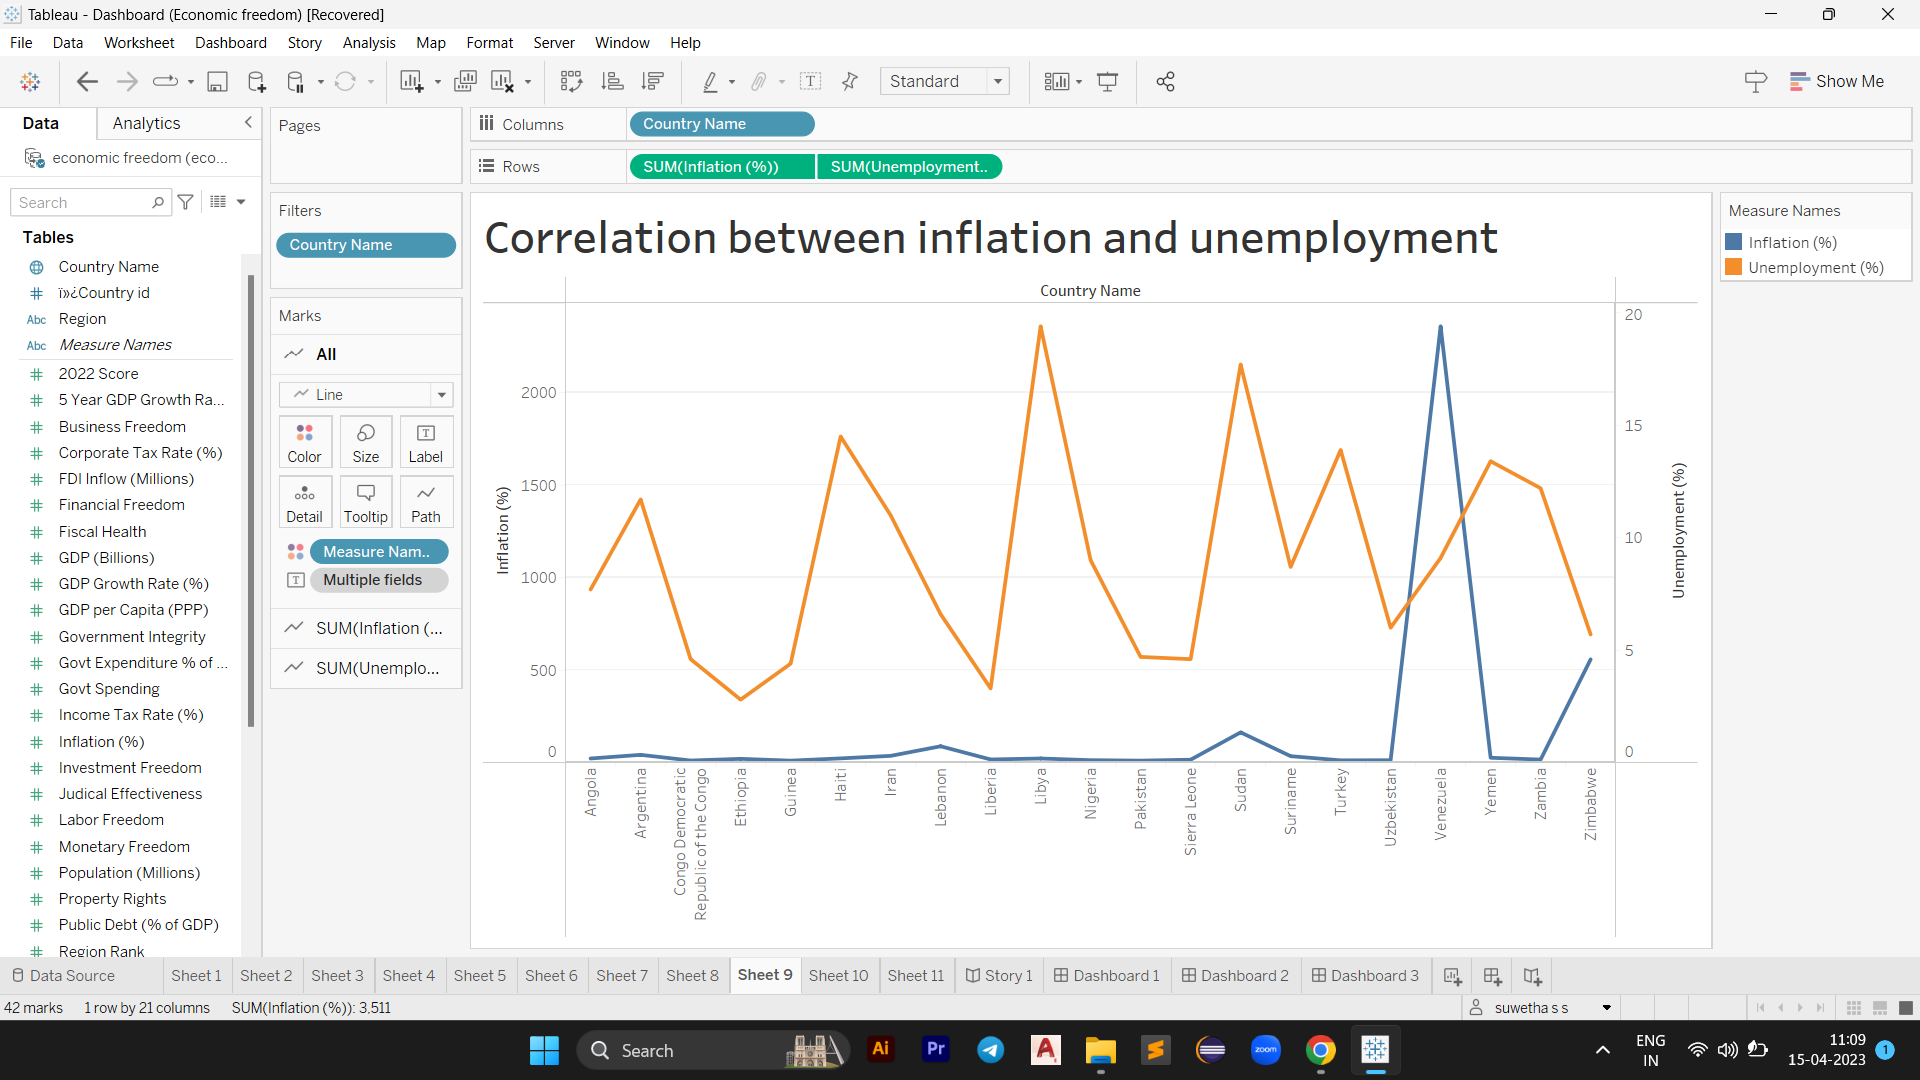 Tableau - Dashboard (Economic freedom) [Recovered]
File Data Worksheet Dashboard Story Analysis Map Format Server Window Help
Standard
Show Me
Data Analytics
economic freedom (eco...
Search
Tables
Country Name
ï»¿Country id
Abc Region
Abc Measure Names
2022 Score
5 Year GDP Growth Ra...
Business Freedom
Corporate Tax Rate (%)
FDI Inflow (Millions)
Financial Freedom
Fiscal Health
GDP (Billions)
GDP Growth Rate (%)
GDP per Capita (PPP)
Government Integrity
Govt Expenditure % of ...
Govt Spending
Income Tax Rate (%)
Inflation (%)
Investment Freedom
Judical Effectiveness
Labor Freedom
Monetary Freedom
Population (Millions)
Property Rights
Public Debt (% of GDP)
Region Rank
Pages
Filters
Country Name
Marks
All
Line
Color Size Label
Detail Tooltip Path
Measure Nam..
Multiple fields
SUM(Inflation (...
SUM(Unemplo...
Columns Country Name
Rows SUM(Inflation (%)) SUM(Unemployment..
Correlation between inflation and unemployment
Country Name
Inflation (%)
2000
1500
1000
500
0
20
15
10
5
0
Unemployment (%)
Angola
Argentina
Congo Democratic
Republic of the Congo
Ethiopia
Guinea
Haiti
Iran
Lebanon
Liberia
Libya
Nigeria
Pakistan
Sierra Leone
Sudan
Suriname
Turkey
Uzbekistan
Venezuela
Yemen
Zambia
Zimbabwe
Measure Names
Inflation (%)
Unemployment (%)
Data Source Sheet 1 Sheet 2 Sheet 3 Sheet 4 Sheet 5 Sheet 6 Sheet 7 Sheet 8 Sheet 9 Sheet 10 Sheet 11 Story 1 Dashboard 1 Dashboard 2 Dashboard 3
42 marks 1 row by 21 columns SUM(Inflation (%)): 3,511
suwetha s s
Search
Ai
Pr
zoom
ENG
IN
11:09
15-04-2023
1